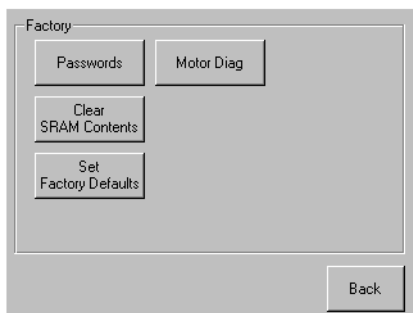 Factory
Passwords
Motor Diag
Clear
SRAM Contents
Set
Factory Defaults
Back